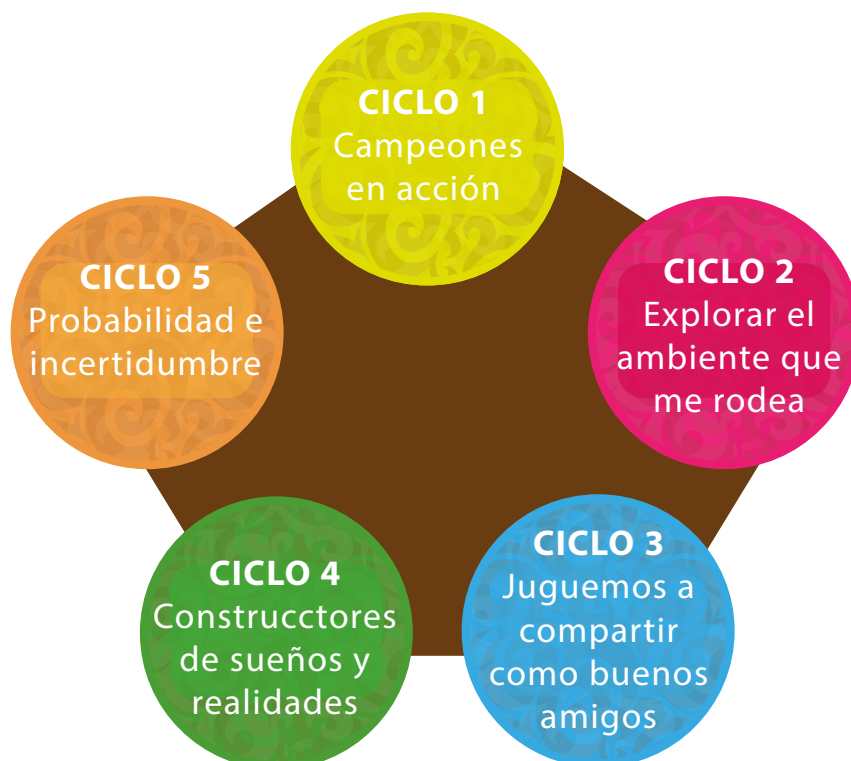 CICLO 1
Campeones
en acción
CICLO 2
Explorar el
ambiente que
me rodea
CICLO 3
Juguemos a
compartir
como buenos
amigos
CICLO 4
Construcctores
de sueños y
realidades
CICLO 5
Probabilidad e
incertidumbre